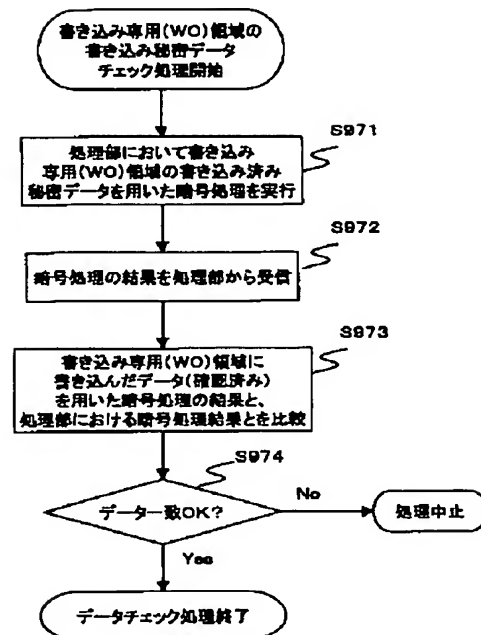 書き込み専用(WO)領域の
書き込み秘密データ
チェック処理開始
S971
処理部において書き込み
専用(WO)領域の書き込み済み
秘密データを用いた暗号処理を実行
S972
暗号処理の結果を処理部から受信
S973
書き込み専用(WO)領域に
書き込んだデータ(確認済み)
を用いた暗号処理の結果と、
処理部における暗号処理結果とを比較
S974
データ一致OK?
No
処理中止
Yes
データチェック処理終了